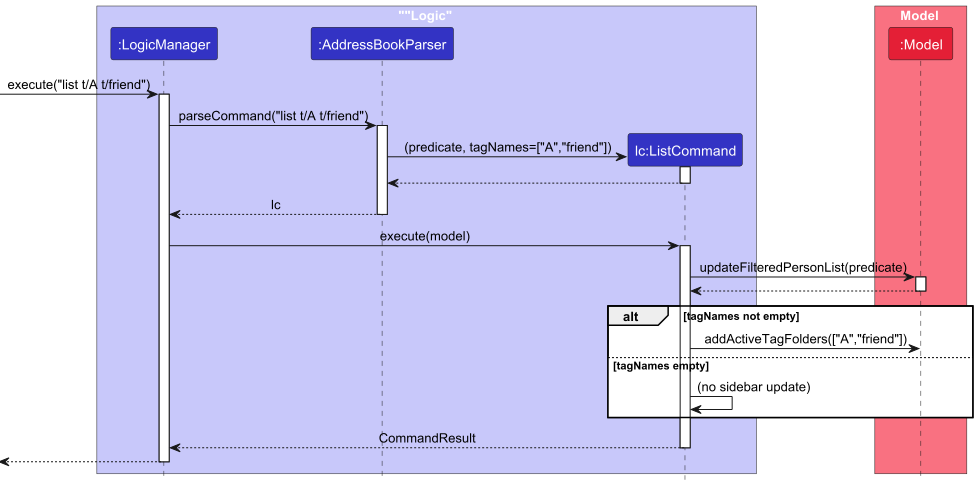 ""Logic"
Model
:LogicManager
:AddressBookParser
:Model
execute("list t/A t/friend")
parseCommand("list t/A t/friend")
(predicate, tagNames=["A","friend"])
lc:ListCommand
lc
execute(model)
updateFilteredPersonList(predicate)
alt
[tagNames not empty]
addActiveTagFolders(["A","friend"])
[tagNames empty]
(no sidebar update)
CommandResult